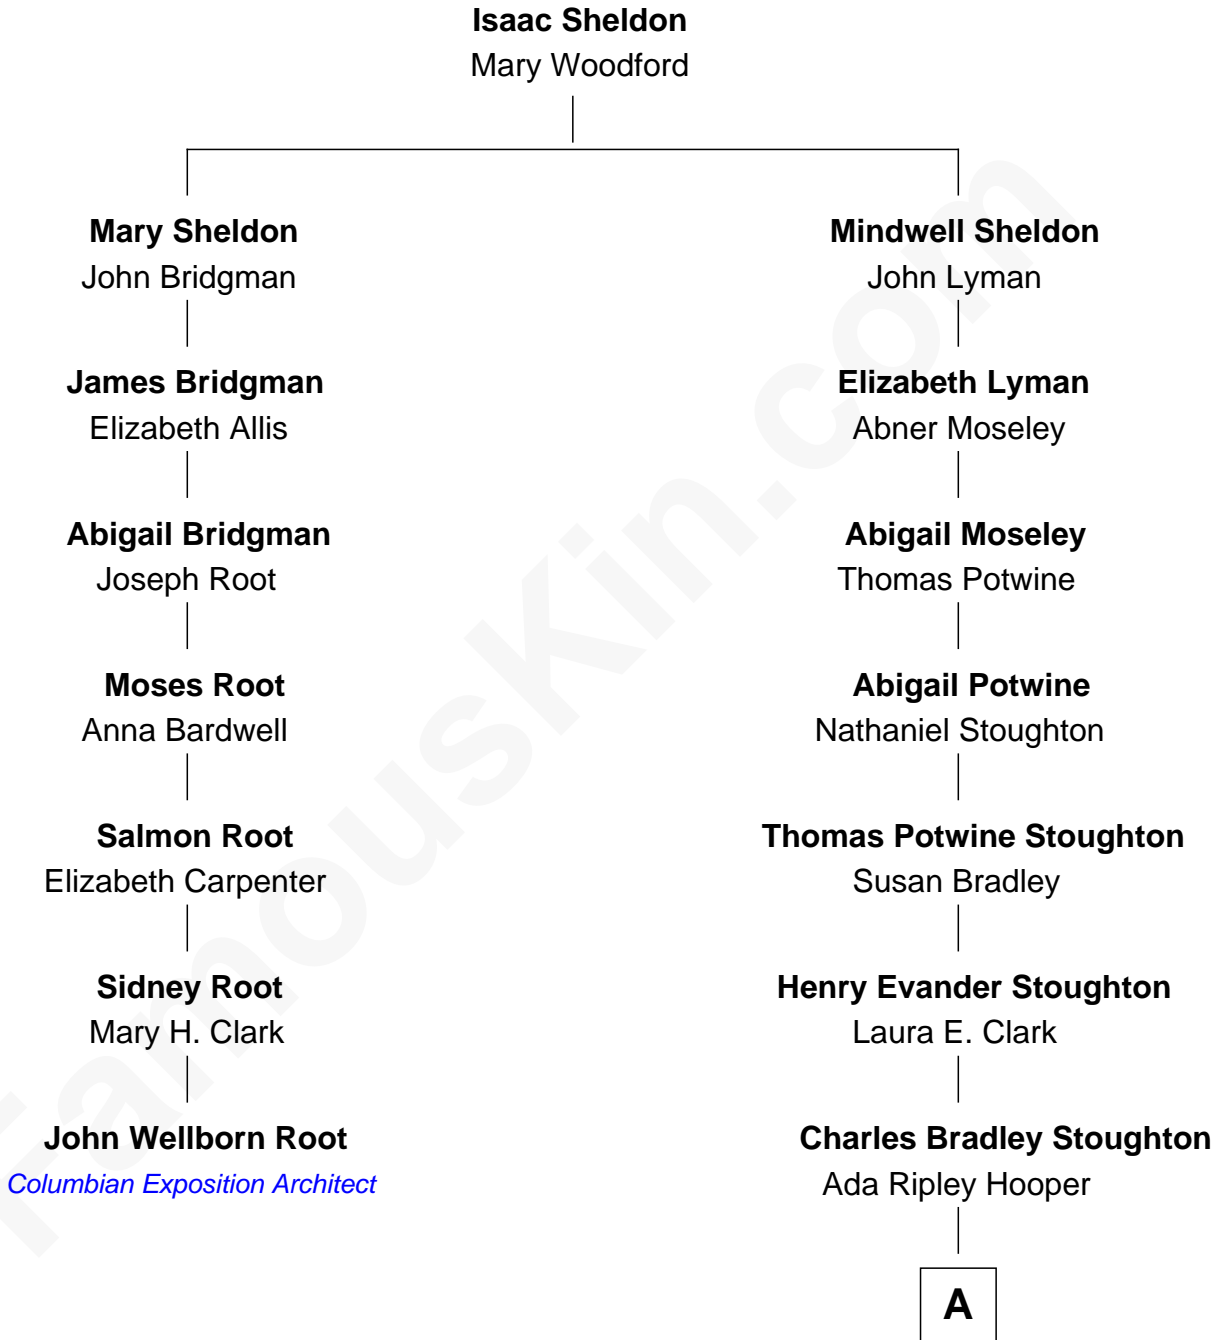 Isaac Sheldon
Mary Woodford
Mary Sheldon
John Bridgman
Mindwell Sheldon
John Lyman
James Bridgman
Elizabeth Allis
Elizabeth Lyman
Abner Moseley
Abigail Bridgman
Joseph Root
Abigail Moseley
Thomas Potwine
Moses Root
Anna Bardwell
Abigail Potwine
Nathaniel Stoughton
Salmon Root
Elizabeth Carpenter
Thomas Potwine Stoughton
Susan Bradley
Sidney Root
Mary H. Clark
Henry Evander Stoughton
Laura E. Clark
John Wellborn Root
Columbian Exposition Architect
Charles Bradley Stoughton
Ada Ripley Hooper
A
FamousKin.com